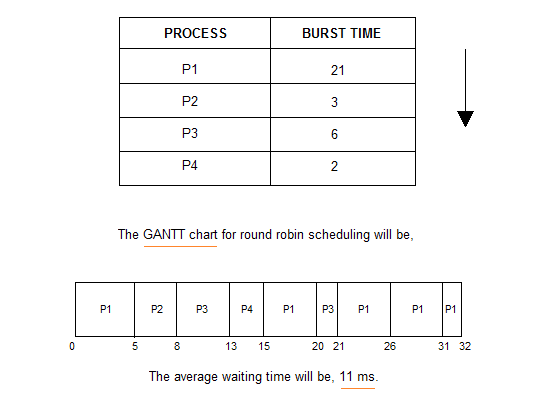 PROCESS BURST TIME
P1 21
P2 3
P3 6
P4 2
The GANTT chart for round robin scheduling will be,
P1 P2 P3 P4 P1 P3 P1 P1 P1
0 5 8 13 15 20 21 26 31 32
The average waiting time will be, 11 ms.